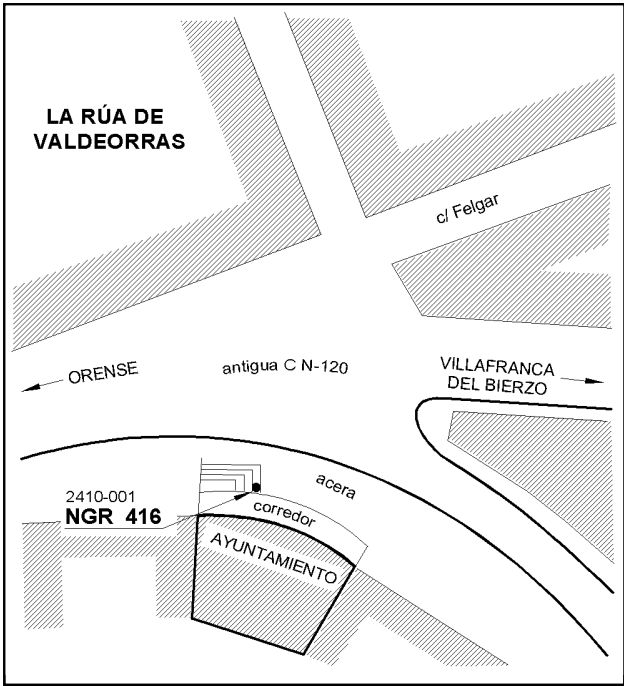 LA RÚA DE
VALDEORRAS
c/ Felgar
ORENSE
antigua C N-120
VILLAFRANCA
DEL BIERZO
2410-001
NGR 416
acera
corredor
AYUNTAMIENTO